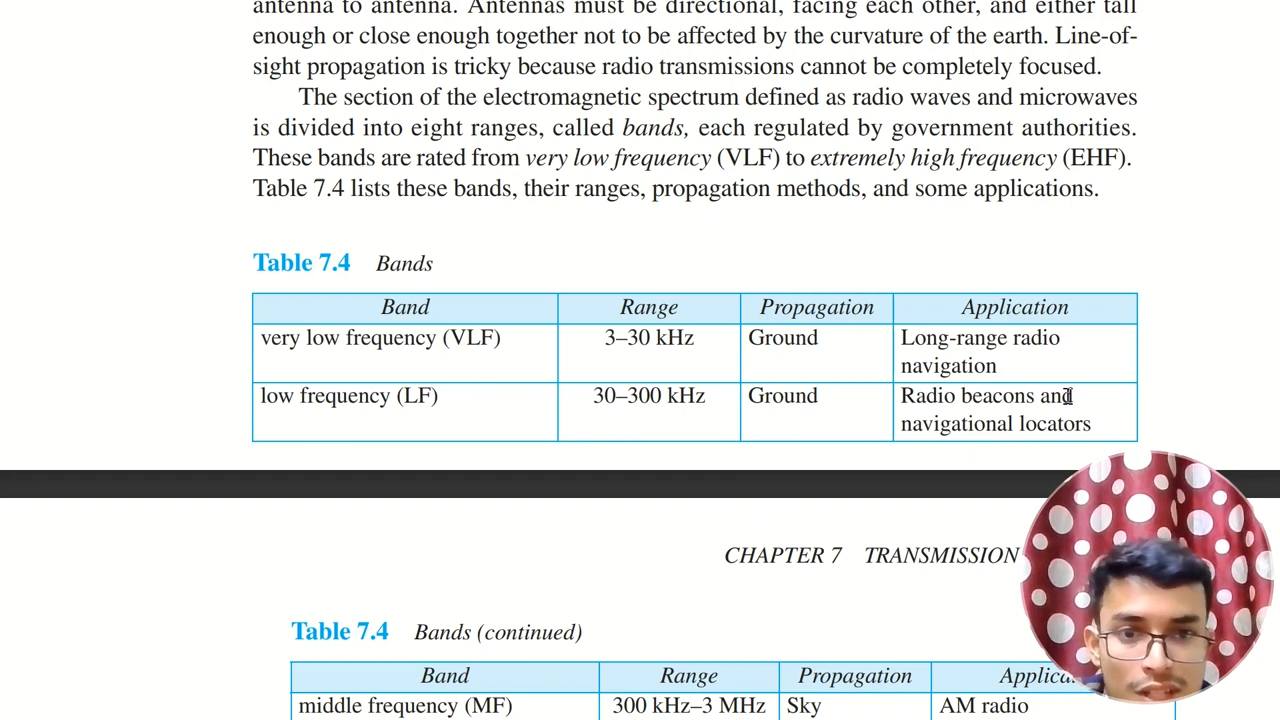 antenna to antenna. Antennas must be directional, facing each other, and either tall
enough or close enough together not to be affected by the curvature of the earth. Line-of-
sight propagation is tricky because radio transmissions cannot be completely focused.
The section of the electromagnetic spectrum defined as radio waves and microwaves
is divided into eight ranges, called bands, each regulated by government authorities.
These bands are rated from very low frequency (VLF) to extremely high frequency (EHF).
Table 7.4 lists these bands, their ranges, propagation methods, and some applications.
Table 7.4 Bands
Band Range Propagation Application
very low frequency (VLF) 3–30 kHz Ground Long-range radio
navigation
low frequency (LF) 30–300 kHz Ground Radio beacons and
navigational locators
CHAPTER 7 TRANSMISSION
Table 7.4 Bands (continued)
Band Range Propagation
middle frequency (MF) 300 kHz–3 MHz Sky AM radio